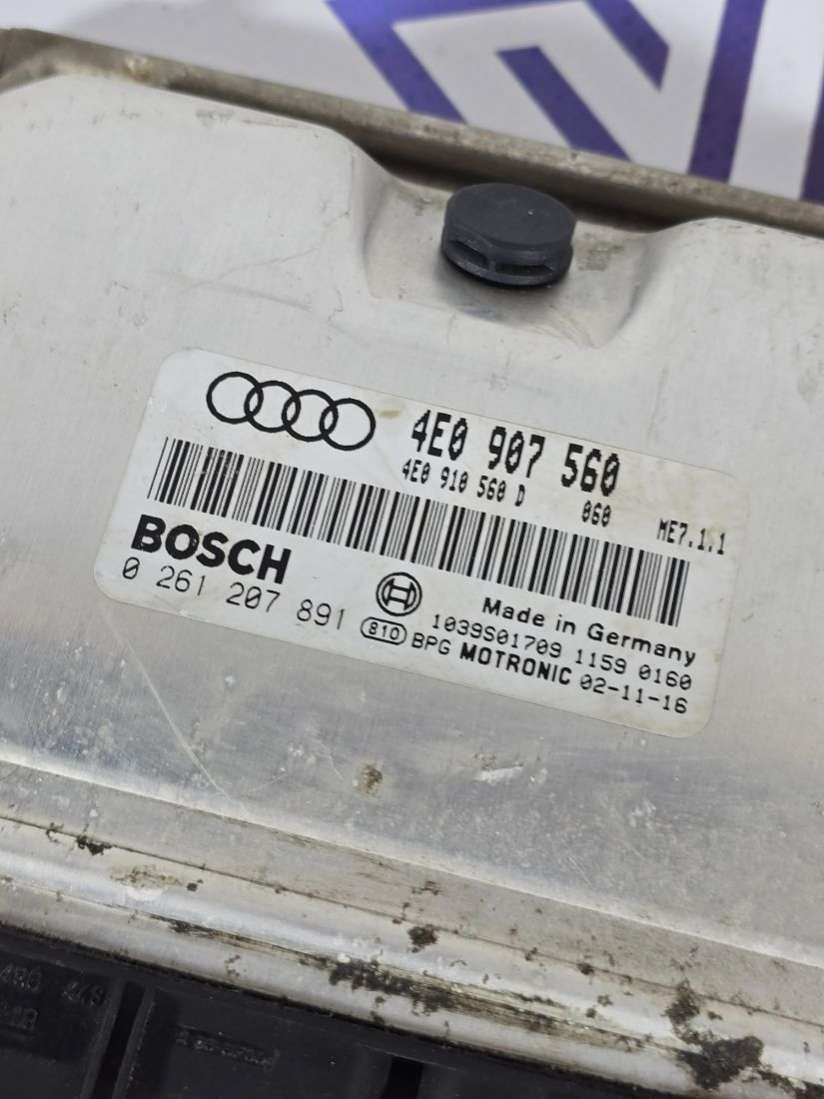 4E0 907 560
4E0 910 560 D 060 ME7.1.1
BOSCH
0 261 207 891
Made in Germany
1039S01709 1159 0160
810 BPG MOTRONIC 02-11-16